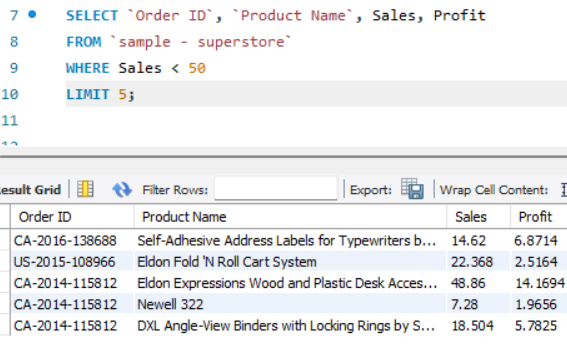 7 SELECT `Order ID`, `Product Name`, Sales, Profit
8 FROM `sample - superstore`
9 WHERE Sales < 50
10 LIMIT 5;
11
Result Grid Filter Rows: Export: Wrap Cell Content:
Order ID Product Name Sales Profit
CA-2016-138688 Self-Adhesive Address Labels for Typewriters b... 14.62 6.8714
US-2015-108966 Eldon Fold 'N Roll Cart System 22.368 2.5164
CA-2014-115812 Eldon Expressions Wood and Plastic Desk Acces... 48.86 14.1694
CA-2014-115812 Newell 322 7.28 1.9656
CA-2014-115812 DXL Angle-View Binders with Locking Rings by S... 18.504 5.7825